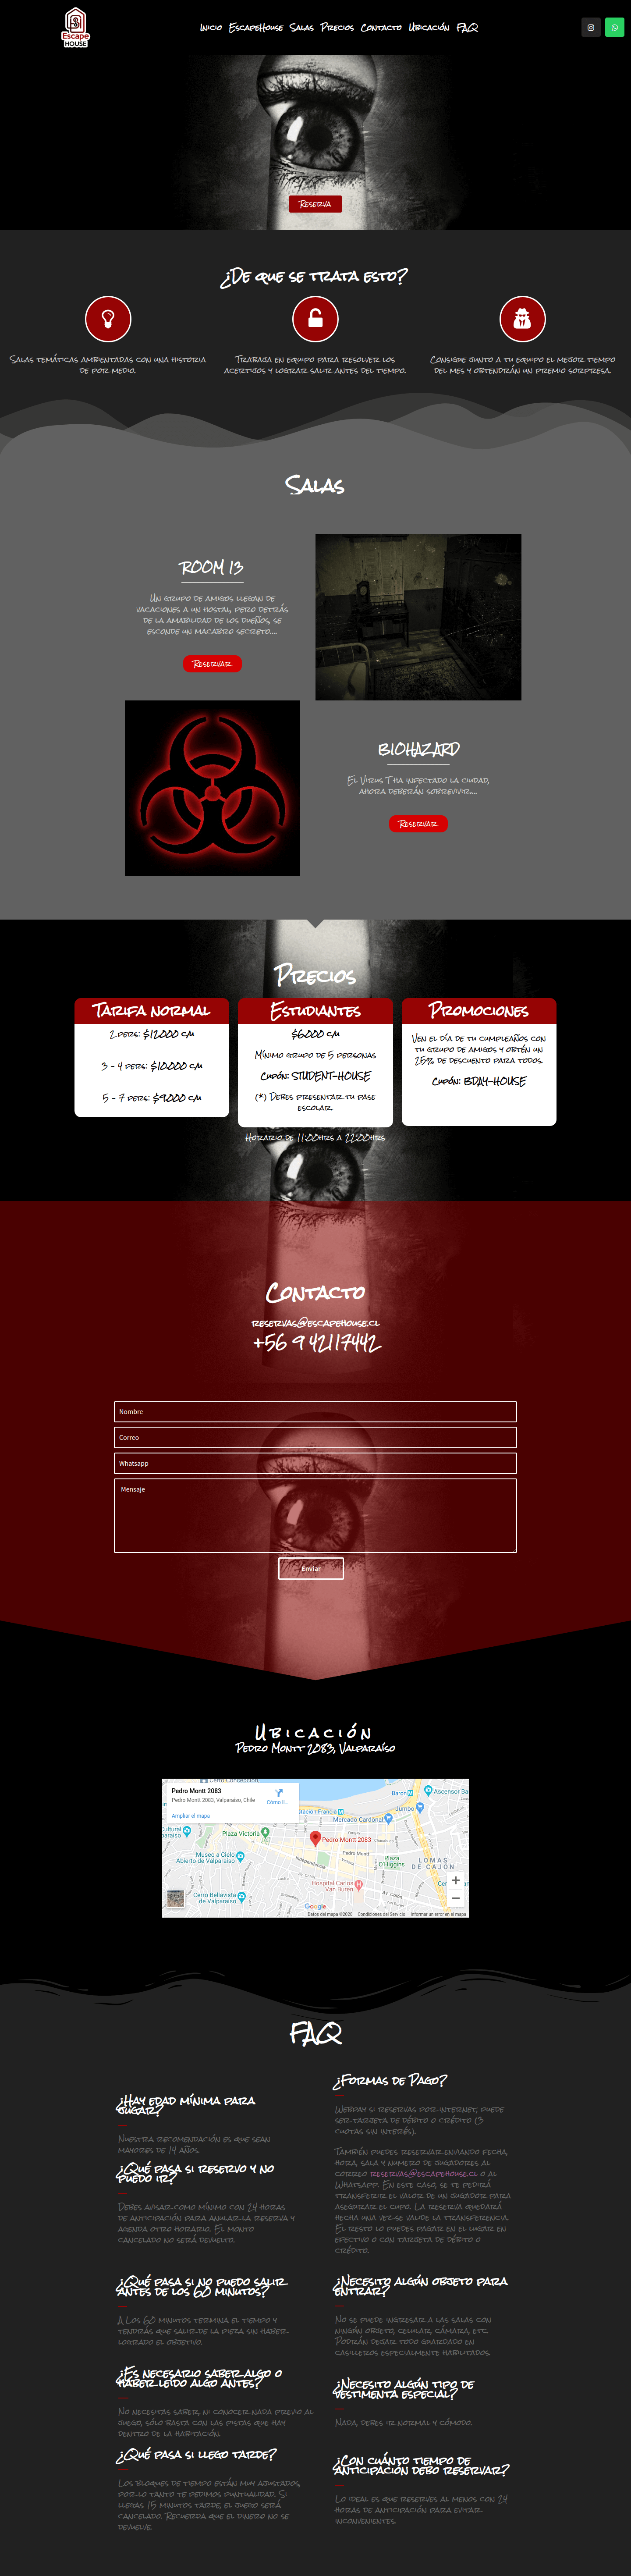 Escape
HOUSE
Inicio EscapeHouse Salas Precios Contacto Ubicación FAQ
Reserva
¿De que se trata esto?
Salas temáticas ambientadas con una historia
de por medio.
Trabaja en equipo para resolver los
acertijos y lograr salir antes del tiempo.
Consigue junto a tu equipo el mejor tiempo
del mes y obtendrán un premio sorpresa.
Salas
ROOM 13
Un grupo de amigos llegan de
vacaciones a un hostal, pero detrás
de la amabilidad de los dueños, se
esconde un macabro secreto....
Reservar
BIOHAZARD
El Virus T ha infectado la ciudad,
ahora deberán sobrevivir....
Reservar
Precios
Tarifa normal
2 pers: $12.000 c/u
3 - 4 pers: $10.000 c/u
5 - 7 pers: $9.000 c/u
Estudiantes
$6.000 c/u
Mínimo grupo de 5 personas
Cupón: STUDENT-HOUSE
(*) Debes presentar tu pase
escolar.
Promociones
Ven el día de tu cumpleaños con
tu grupo de amigos y obtén un
25% de descuento para todos.
Cupón: BDAY-HOUSE
Horario de 11:00hrs a 22:00hrs
Contacto
reservas@escapehouse.cl
+56 9 42117442
Nombre
Correo
Whatsapp
Mensaje
Enviar
Ubicación
Pedro Montt 2083, Valparaíso
Pedro Montt 2083
Pedro Montt 2083, Valparaíso, Chile
Cómo ll...
Ampliar el mapa
Cerro Concepción
Baren
Ascensor Bar
Jumbo
Mercado Cardonal
Plaza Victoria
Pedro Montt 2083
Pedro Montt
Museo a Cielo
Abierto de Valparaíso
Plaza
O'Higgins
LOMAS
DE CAJÓN
Hospital Carlos
Van Buren
Cerro Bellavista
de Valparaíso
Google
Datos del mapa ©2020 Condiciones del Servicio Informar un error en el mapa
FAQ
¿Hay edad mínima para
jugar?
Nuestra recomendación es que sean
mayores de 14 años.
¿Qué pasa si reservo y no
puedo ir?
Debes avisar como mínimo con 24 horas
de anticipación para anular la reserva y
agenda otro horario. El monto
cancelado no será devuelto.
¿Qué pasa si no puedo salir
antes de los 60 minutos?
A Los 60 minutos termina el tiempo y
tendrás que salir de la pieza sin haber
logrado el objetivo.
¿Es necesario saber algo o
haber leído algo antes?
No necesitas saber, ni conocer nada previo al
juego, sólo basta con las pistas que hay
dentro de la habitación.
¿Qué pasa si llego tarde?
Los bloques de tiempo están muy ajustados,
por lo tanto te pedimos puntualidad. Si
llegas 15 minutos tarde, el juego será
cancelado. Recuerda que el dinero no se
devuelve.
¿Formas de Pago?
Webpay si reservas por internet; puede
ser tarjeta de débito o crédito (3
cuotas sin interés).
También puedes reservar enviando fecha,
hora, sala y numero de jugadores al
correo reservas@escapehouse.cl o al
Whatsapp. En este caso, se te pedirá
transferir el valor de un jugador para
asegurar el cupo. La reserva quedará
hecha una vez se valide la transferencia.
El resto lo puedes pagar en el lugar en
efectivo o con tarjeta de débito o
crédito.
¿Necesito algún objeto para
entrar?
No se puede ingresar a las salas con
ningún objeto, celular, cámara, etc.
Podrán dejar todo guardado en
casilleros especialmente habilitados.
¿Necesito algún tipo de
vestimenta especial?
Nada, debes ir normal y cómodo.
¿Con cuánto tiempo de
anticipación debo reservar?
Lo ideal es que reserves al menos con 24
horas de anticipación para evitar
inconvenientes.